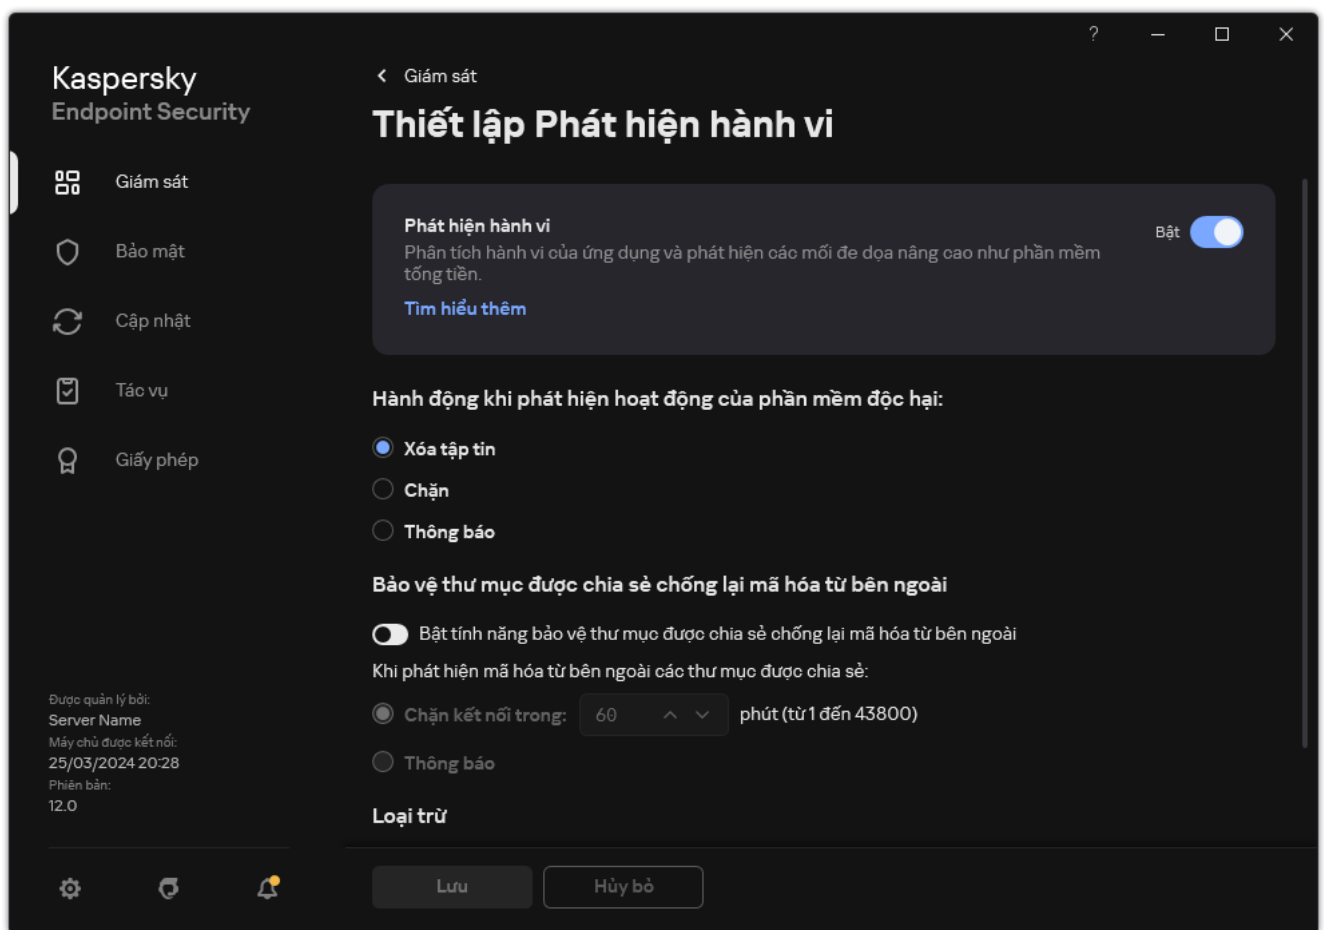 ?
Kaspersky
Endpoint Security
Giám sát
Bảo mật
Cập nhật
Tác vụ
Giấy phép
Được quản lý bởi:
Server Name
Máy chủ được kết nối:
25/03/2024 20:28
Phiên bản:
12.0
Giám sát
Thiết lập Phát hiện hành vi
Phát hiện hành vi
Bật
Phân tích hành vi của ứng dụng và phát hiện các mối đe dọa nâng cao như phần mềm
tống tiền.
Tìm hiểu thêm
Hành động khi phát hiện hoạt động của phần mềm độc hại:
Xóa tập tin
Chặn
Thông báo
Bảo vệ thư mục được chia sẻ chống lại mã hóa từ bên ngoài
Bật tính năng bảo vệ thư mục được chia sẻ chống lại mã hóa từ bên ngoài
Khi phát hiện mã hóa từ bên ngoài các thư mục được chia sẻ:
Chặn kết nối trong: 60 phút (từ 1 đến 43800)
Thông báo
Loại trừ
Lưu
Hủy bỏ